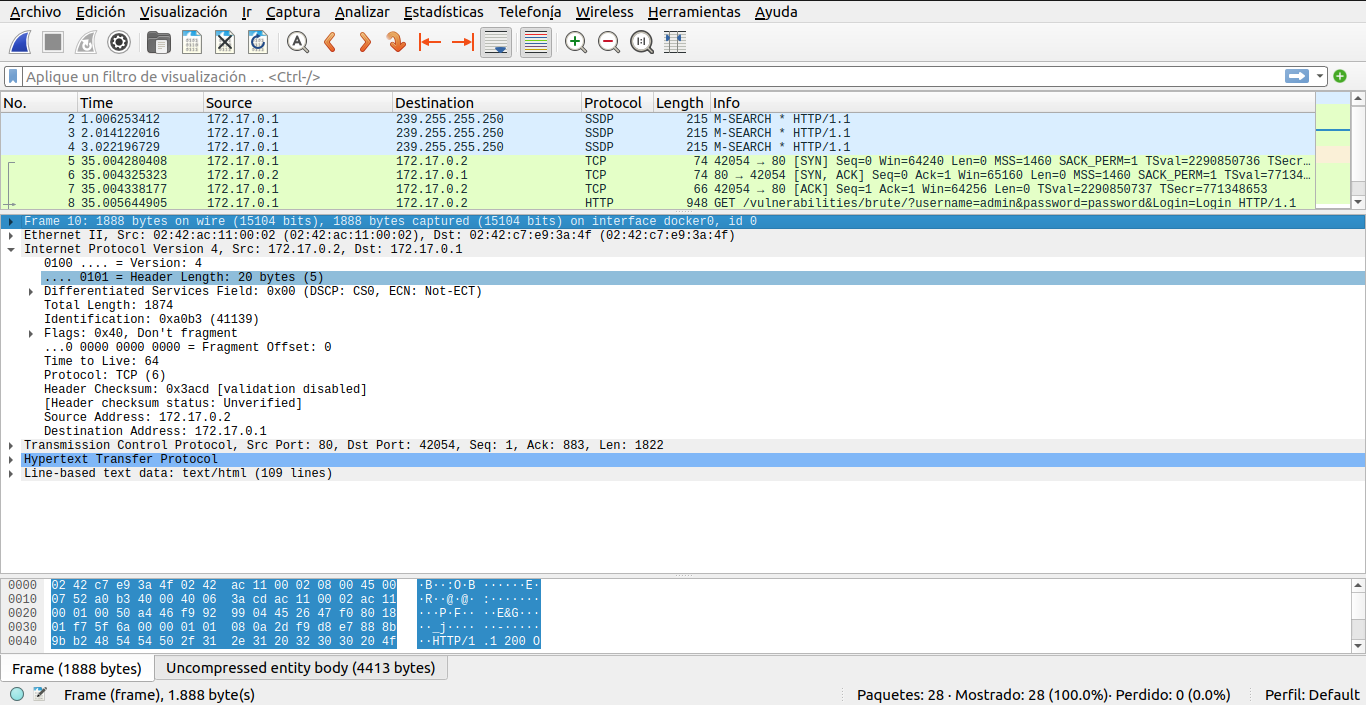 Archivo Edición Visualización Ir Captura Analizar Estadísticas Telefonía Wireless Herramientas Ayuda
Aplique un filtro de visualización … <Ctrl-/>
No. Time Source Destination Protocol Length Info
2 1.006253412 172.17.0.1 239.255.255.250 SSDP 215 M-SEARCH * HTTP/1.1
3 2.014122016 172.17.0.1 239.255.255.250 SSDP 215 M-SEARCH * HTTP/1.1
4 3.022196729 172.17.0.1 239.255.255.250 SSDP 215 M-SEARCH * HTTP/1.1
5 35.004280408 172.17.0.1 172.17.0.2 TCP 74 42054 → 80 [SYN] Seq=0 Win=64240 Len=0 MSS=1460 SACK_PERM=1 TSval=2290850736 TSecr…
6 35.004325323 172.17.0.2 172.17.0.1 TCP 74 80 → 42054 [SYN, ACK] Seq=0 Ack=1 Win=65160 Len=0 MSS=1460 SACK_PERM=1 TSval=77134…
7 35.004338177 172.17.0.1 172.17.0.2 TCP 66 42054 → 80 [ACK] Seq=1 Ack=1 Win=64256 Len=0 TSval=2290850737 TSecr=771348653
8 35.005644905 172.17.0.1 172.17.0.2 HTTP 948 GET /vulnerabilities/brute/?username=admin&password=password&Login=Login HTTP/1.1
Frame 10: 1888 bytes on wire (15104 bits), 1888 bytes captured (15104 bits) on interface docker0, id 0
Ethernet II, Src: 02:42:ac:11:00:02 (02:42:ac:11:00:02), Dst: 02:42:c7:e9:3a:4f (02:42:c7:e9:3a:4f)
Internet Protocol Version 4, Src: 172.17.0.2, Dst: 172.17.0.1
0100 .... = Version: 4
.... 0101 = Header Length: 20 bytes (5)
Differentiated Services Field: 0x00 (DSCP: CS0, ECN: Not-ECT)
Total Length: 1874
Identification: 0xa0b3 (41139)
Flags: 0x40, Don't fragment
...0 0000 0000 0000 = Fragment Offset: 0
Time to Live: 64
Protocol: TCP (6)
Header Checksum: 0x3acd [validation disabled]
[Header checksum status: Unverified]
Source Address: 172.17.0.2
Destination Address: 172.17.0.1
Transmission Control Protocol, Src Port: 80, Dst Port: 42054, Seq: 1, Ack: 883, Len: 1822
Hypertext Transfer Protocol
Line-based text data: text/html (109 lines)
0000 02 42 c7 e9 3a 4f 02 42 ac 11 00 02 08 00 45 00 ·B··:O·B ······E·
0010 07 52 a0 b3 40 00 40 06 3a cd ac 11 00 02 ac 11 ·R··@·@· :·······
0020 00 01 00 50 a4 46 f9 92 99 04 45 26 47 f0 80 18 ···P·F·· ··E&G···
0030 01 f7 5f 6a 00 00 01 01 08 0a 2d f9 d8 e7 88 8b ··_j···· ··-·····
0040 9b b2 48 54 54 50 2f 31 2e 31 20 32 30 30 20 4f ··HTTP/1 .1 200 O
Frame (1888 bytes) Uncompressed entity body (4413 bytes)
Frame (frame), 1.888 byte(s) Paquetes: 28 · Mostrado: 28 (100.0%)· Perdido: 0 (0.0%) Perfil: Default